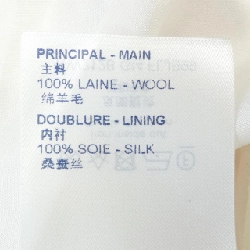 PRINCIPAL - MAIN
主料
100% LAINE - WOOL
绵羊毛
DOUBLURE - LINING
内衬
100% SOIE - SILK
桑蚕丝